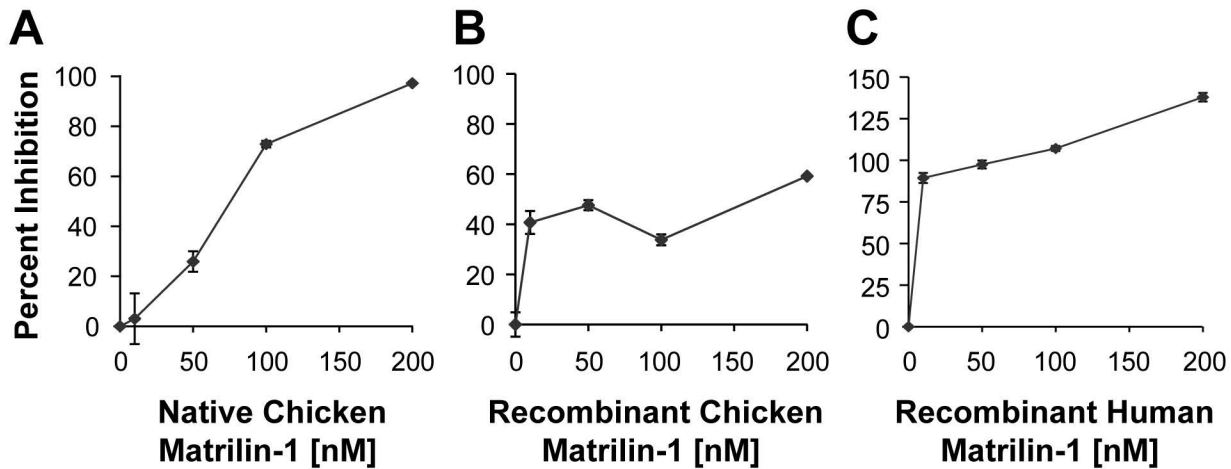 A
B
C
Percent Inhibition
100
80
60
40
20
0
0 50 100 150 200
Native Chicken
Matrilin-1 [nM]
100
80
60
40
20
0
0 50 100 150 200
Recombinant Chicken
Matrilin-1 [nM]
150
125
100
75
50
25
0
0 50 100 150 200
Recombinant Human
Matrilin-1 [nM]